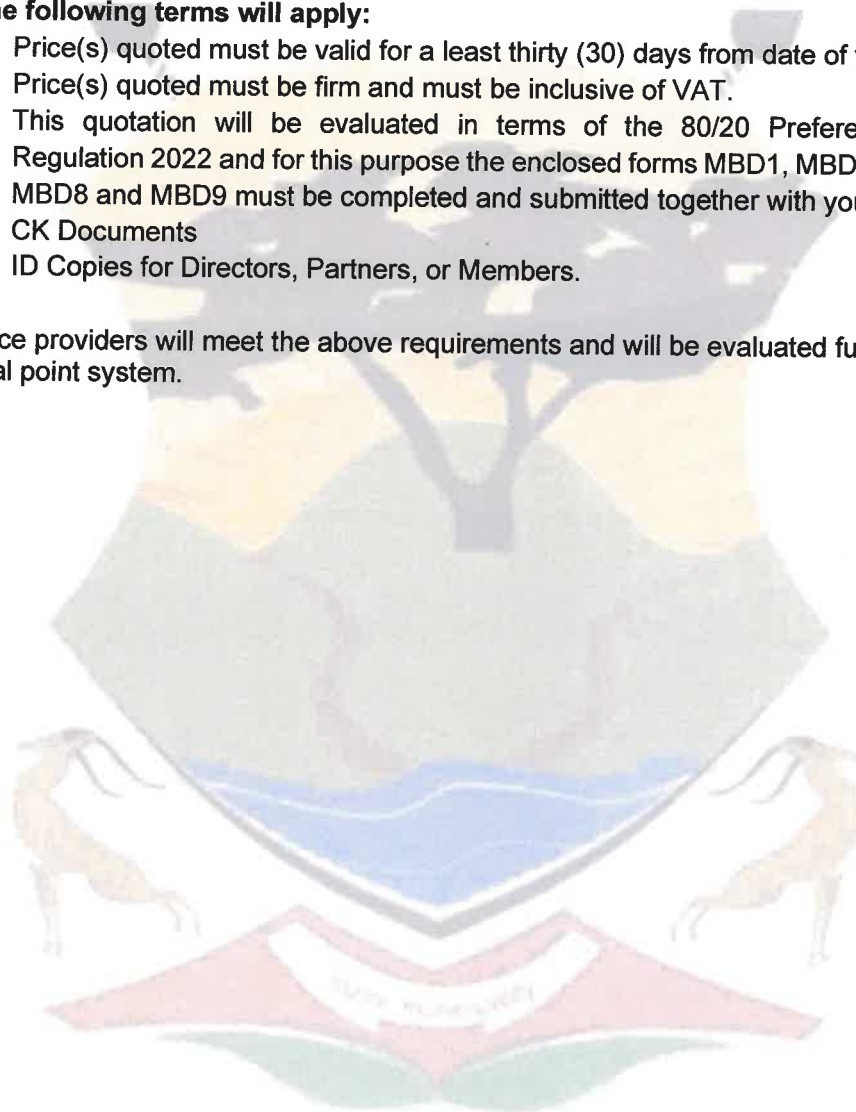 e following terms will apply:
Price(s) quoted must be valid for a least thirty (30) days from date of
Price(s) quoted must be firm and must be inclusive of VAT.
This quotation will be evaluated in terms of the 80/20 Prefere
Regulation 2022 and for this purpose the enclosed forms MBD1, MBD
MBD8 and MBD9 must be completed and submitted together with you
CK Documents
ID Copies for Directors, Partners, or Members.
ce providers will meet the above requirements and will be evaluated fu
al point system.